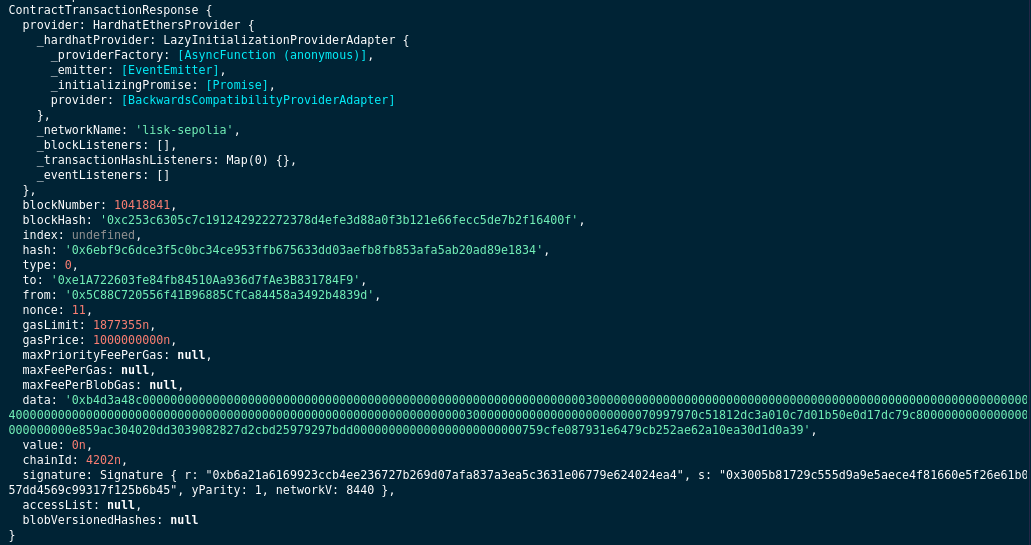 ContractTransactionResponse {
provider: HardhatEthersProvider {
_hardhatProvider: LazyInitializationProviderAdapter {
_providerFactory: [AsyncFunction (anonymous)],
_emitter: [EventEmitter],
_initializingPromise: [Promise],
provider: [BackwardsCompatibilityProviderAdapter]
},
_networkName: 'lisk-sepolia',
_blockListeners: [],
_transactionHashListeners: Map(0) {},
_eventListeners: []
},
blockNumber: 10418841,
blockHash: '0xc253c6305c7c191242922272378d4efe3d88a0f3b121e66fecc5de7b2f16400f',
index: undefined,
hash: '0x6ebf9c6dce3f5c0bc34ce953ffb675633dd03aefb8fb853afa5ab20ad89e1834',
type: 0,
to: '0xe1A722603fe84fb84510Aa936d7fAe3B831784F9',
from: '0x5C88C720556f41B96885CfCa84458a3492b4839d',
nonce: 11,
gasLimit: 1877355n,
gasPrice: 1000000000n,
maxPriorityFeePerGas: null,
maxFeePerGas: null,
maxFeePerBlobGas: null,
data: '0xb4d3a48c000000000000000000000000000000000000000000000000000000000000000300000000000000000000000000000000000000000000000000000000000000
40000000000000000000000000000000000000000000000000000000000000000300000000000000000000000070997970c51812dc3a010c7d01b50e0d17dc79c8000000000000000
000000000e859ac304020dd3039082827d2cbd25979297bdd000000000000000000000000759cfe087931e6479cb252ae62a10ea30d1d0a39',
value: 0n,
chainId: 4202n,
signature: Signature { r: "0xb6a21a6169923ccb4ee236727b269d07afa837a3ea5c3631e06779e624024ea4", s: "0x3005b81729c555d9a9e5aece4f81660e5f26e61b0
57dd4569c99317f125b6b45", yParity: 1, networkV: 8440 },
accessList: null,
blobVersionedHashes: null
}